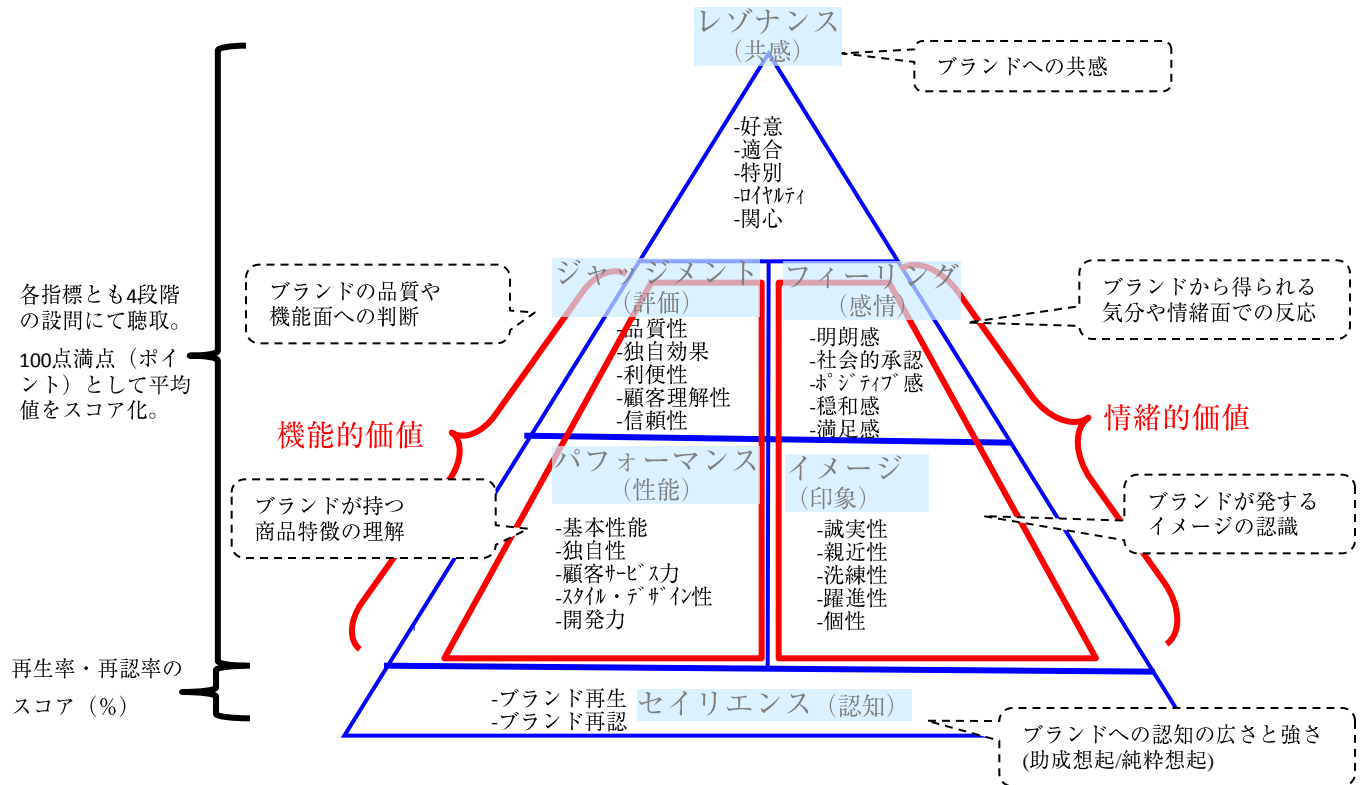 レゾナンス
（共感）
ブランドへの共感
-好意
-適合
-特別
-ﾛｲﾔﾙﾃｨ
-関心
各指標とも4段階
の設問にて聴取。
100点満点（ポイ
ント）として平均
値をスコア化。
ブランドの品質や
機能面への判断
ジャッジメント
（評価）
-品質性
-独自効果
-利便性
-顧客理解性
-信頼性
フィーリング
（感情）
-明朗感
-社会的承認
-ﾎﾟｼﾞﾃｨﾌﾞ感
-穏和感
-満足感
ブランドから得られる
気分や情緒面での反応
機能的価値
情緒的価値
ブランドが持つ
商品特徴の理解
パフォーマンス
（性能）
-基本性能
-独自性
-顧客ｻｰﾋﾞｽ力
-ｽﾀｲﾙ・ﾃﾞｻﾞｲﾝ性
-開発力
イメージ
（印象）
-誠実性
-親近性
-洗練性
-躍進性
-個性
ブランドが発する
イメージの認識
再生率・再認率の
スコア（％）
-ブランド再生
-ブランド再認
セイリエンス（認知）
ブランドへの認知の広さと強さ
(助成想起/純粋想起)